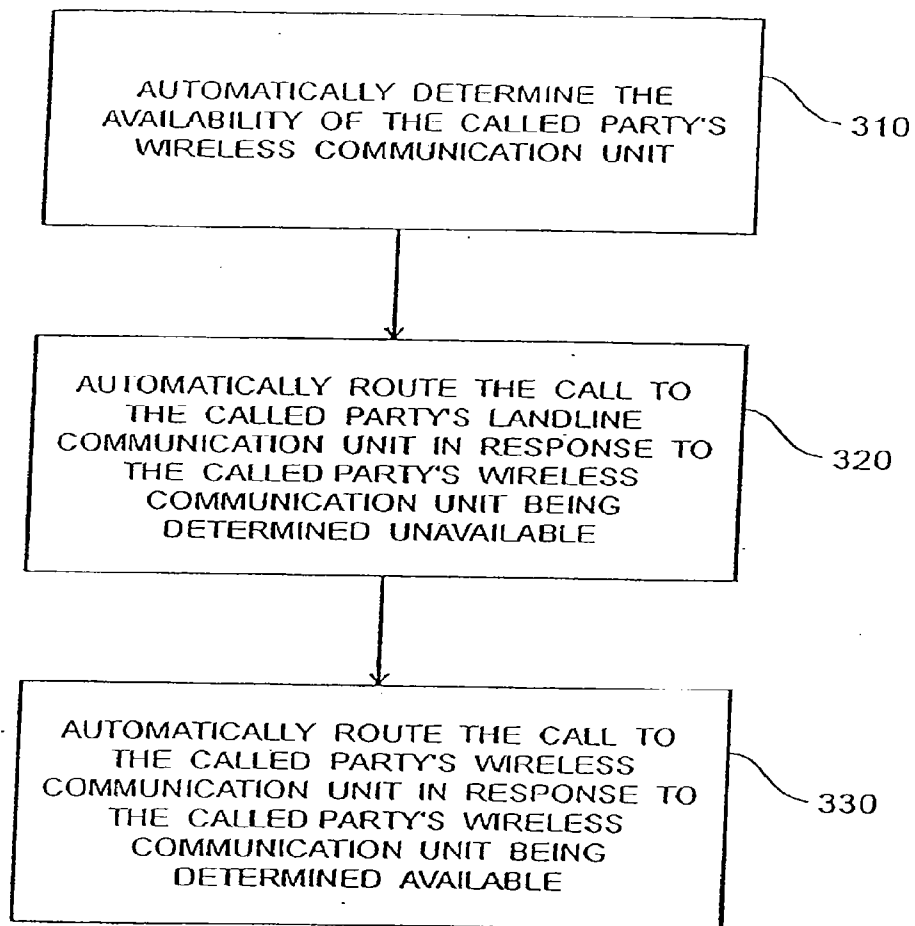 AUTOMATICALLY DETERMINE THE
AVAILABILITY OF THE CALLED PARTY'S
WIRELESS COMMUNICATION UNIT
310
AUTOMATICALLY ROUTE THE CALL TO
THE CALLED PARTY'S LANDLINE
COMMUNICATION UNIT IN RESPONSE TO
THE CALLED PARTY'S WIRELESS
COMMUNICATION UNIT BEING
DETERMINED UNAVAILABLE
320
AUTOMATICALLY ROUTE THE CALL TO
THE CALLED PARTY'S WIRELESS
COMMUNICATION UNIT IN RESPONSE TO
THE CALLED PARTY'S WIRELESS
COMMUNICATION UNIT BEING
DETERMINED AVAILABLE
330